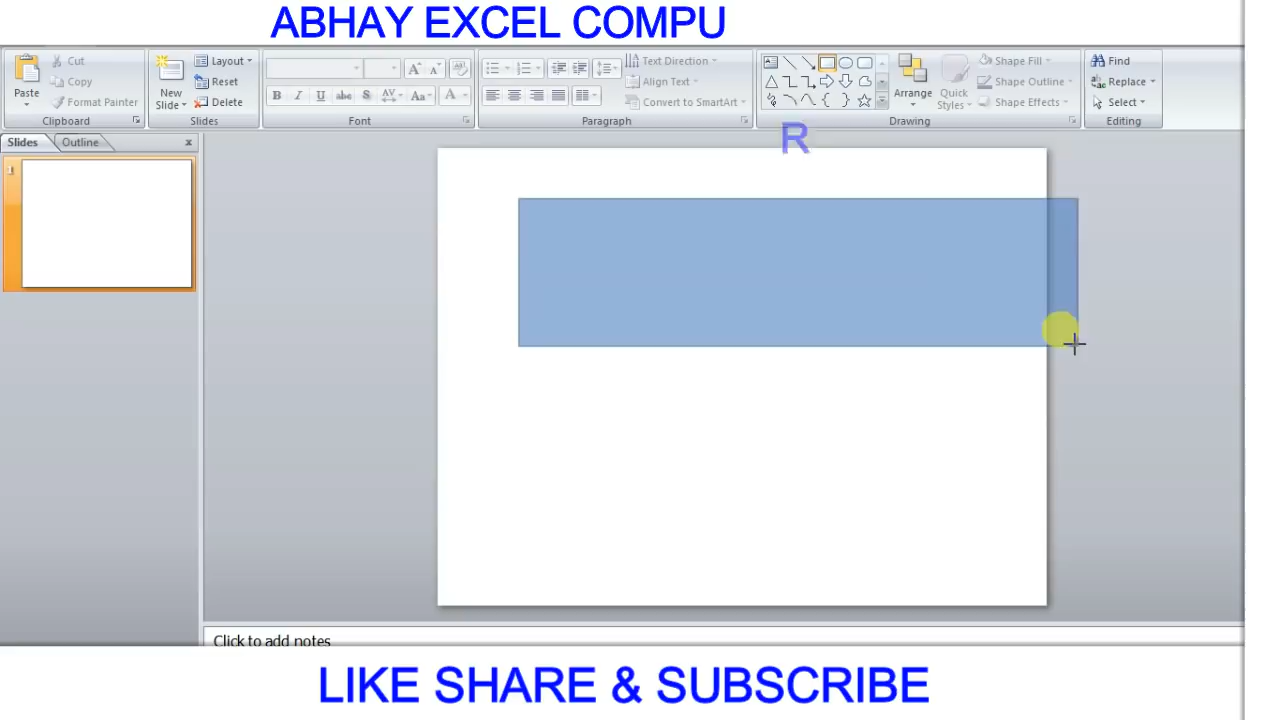 ABHAY EXCEL COMPU
R
Cut
Copy
Format Painter
Paste
Clipboard
New Slide
Layout
Reset
Delete
Slides
B I U abc S AV Aa A
Font
Text Direction
Align Text
Convert to SmartArt
Paragraph
Arrange
Quick Styles
Shape Fill
Shape Outline
Shape Effects
Drawing
Find
Replace
Select
Editing
Slides
Outline
1
Click to add notes
LIKE SHARE & SUBSCRIBE